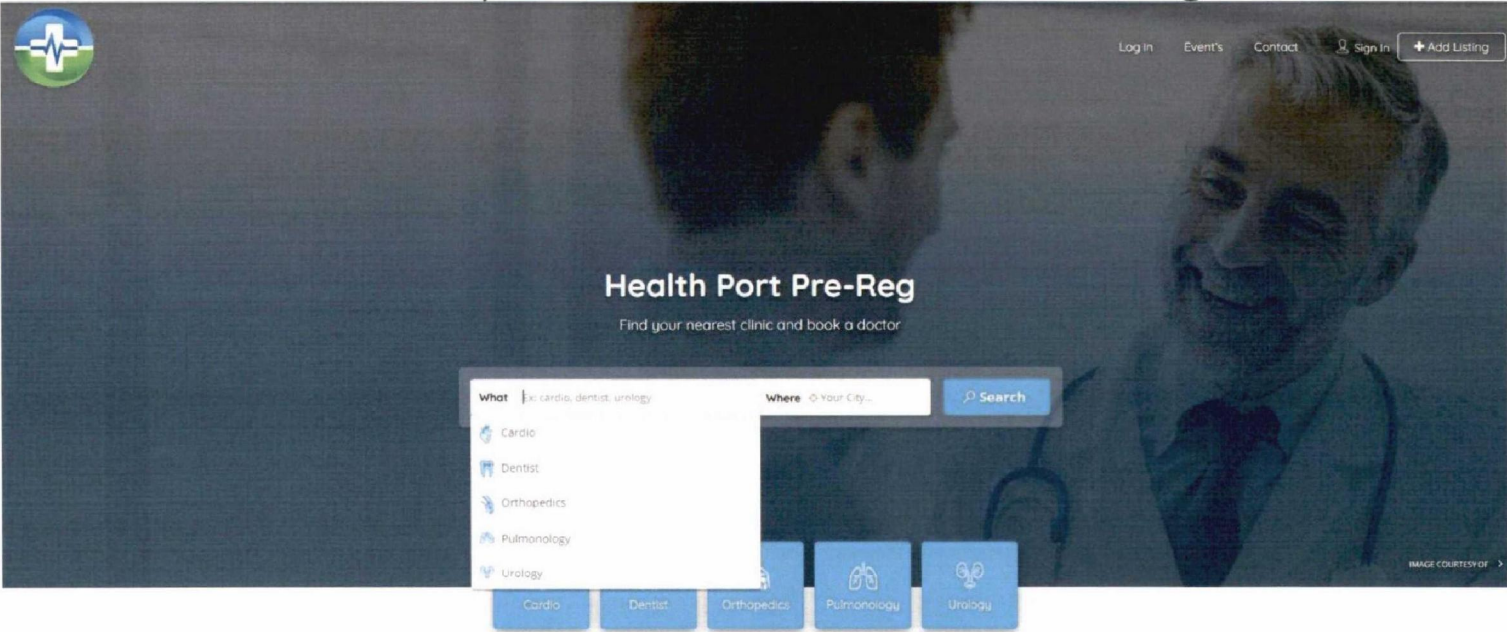 Log In Event's Contact Sign In + Add Listing
Health Port Pre-Reg
Find your nearest clinic and book a doctor
What Ex: cardio, dentist, urology Where Your City... Search
Cardio
Dentist
Orthopedics
Pulmonology
Urology
IMAGE COURTESY OF >
Cardio Dentist Orthopedics Pulmonology Urology